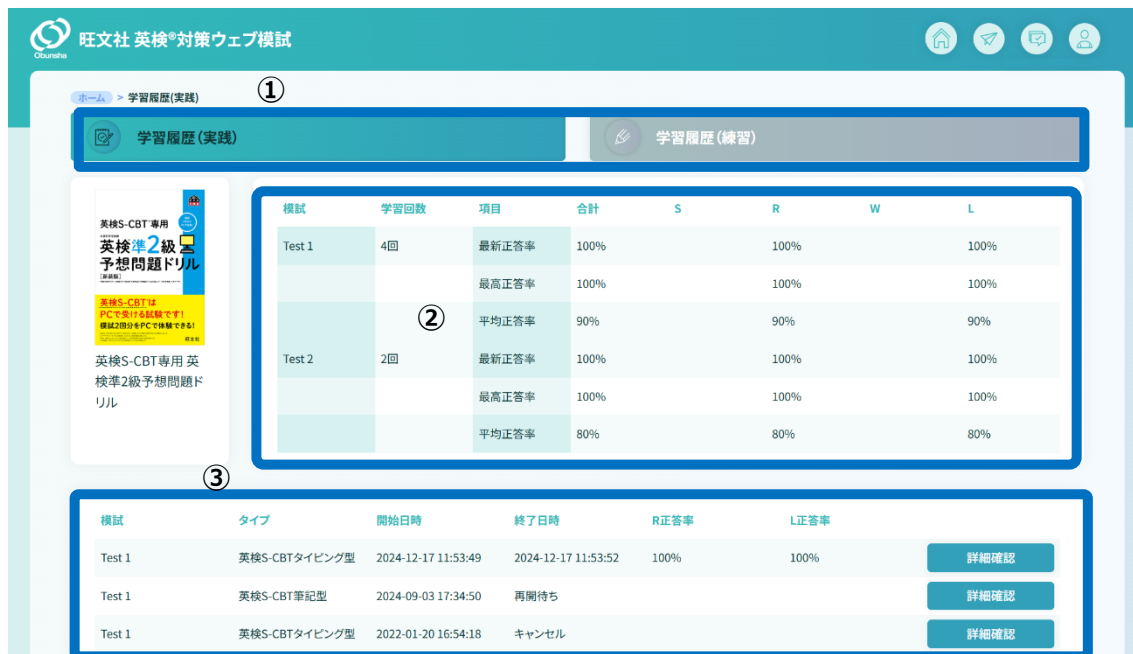 Obunsha
旺文社 英検®対策ウェブ模試
ホーム > 学習履歴(実践)
①
学習履歴(実践)
学習履歴(練習)
英検S-CBT専用
英検準2級
予想問題ドリル
[新装版]
英検S-CBTは
PCで受ける試験です!
模試2回分をPCで体験できる!
旺文社
英検S-CBT専用 英
検準2級予想問題ド
リル
②
模試 学習回数 項目 合計 S R W L
Test 1 4回 最新正答率 100% 100% 100%
最高正答率 100% 100% 100%
平均正答率 90% 90% 90%
Test 2 2回 最新正答率 100% 100% 100%
最高正答率 100% 100% 100%
平均正答率 80% 80% 80%
③
模試 タイプ 開始日時 終了日時 R正答率 L正答率
Test 1 英検S-CBTタイピング型 2024-12-17 11:53:49 2024-12-17 11:53:52 100% 100% 詳細確認
Test 1 英検S-CBT筆記型 2024-09-03 17:34:50 再開待ち 詳細確認
Test 1 英検S-CBTタイピング型 2022-01-20 16:54:18 キャンセル 詳細確認